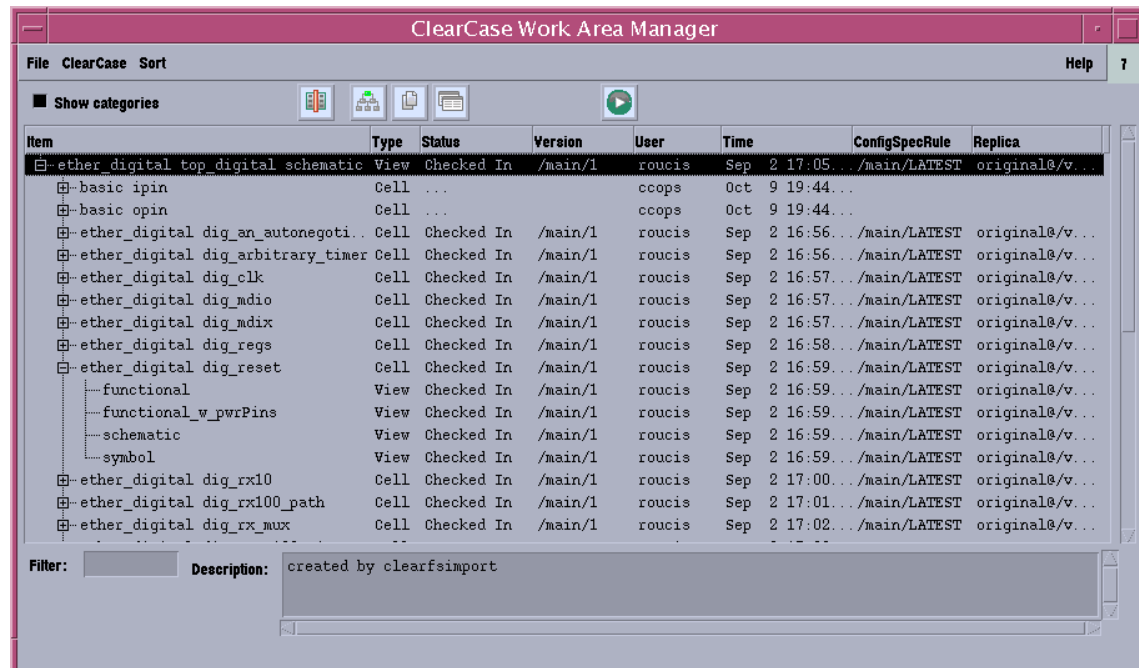 ClearCase Work Area Manager
File ClearCase Sort Help ?
Show categories
Item Type Status Version User Time ConfigSpecRule Replica
ether_digital top_digital schematic View Checked In /main/1 roucis Sep 2 17:05... /main/LATEST original@/v...
basic ipin Cell ... ccops Oct 9 19:44...
basic opin Cell ... ccops Oct 9 19:44...
ether_digital dig_an_autonegoti.. Cell Checked In /main/1 roucis Sep 2 16:56... /main/LATEST original@/v...
ether_digital dig_arbitrary_timer Cell Checked In /main/1 roucis Sep 2 16:56... /main/LATEST original@/v...
ether_digital dig_clk Cell Checked In /main/1 roucis Sep 2 16:57... /main/LATEST original@/v...
ether_digital dig_mdio Cell Checked In /main/1 roucis Sep 2 16:57... /main/LATEST original@/v...
ether_digital dig_mdix Cell Checked In /main/1 roucis Sep 2 16:57... /main/LATEST original@/v...
ether_digital dig_regs Cell Checked In /main/1 roucis Sep 2 16:58... /main/LATEST original@/v...
ether_digital dig_reset Cell Checked In /main/1 roucis Sep 2 16:59... /main/LATEST original@/v...
functional View Checked In /main/1 roucis Sep 2 16:59... /main/LATEST original@/v...
functional_w_pwrPins View Checked In /main/1 roucis Sep 2 16:59... /main/LATEST original@/v...
schematic View Checked In /main/1 roucis Sep 2 16:59... /main/LATEST original@/v...
symbol View Checked In /main/1 roucis Sep 2 16:59... /main/LATEST original@/v...
ether_digital dig_rx10 Cell Checked In /main/1 roucis Sep 2 17:00... /main/LATEST original@/v...
ether_digital dig_rx100_path Cell Checked In /main/1 roucis Sep 2 17:01... /main/LATEST original@/v...
ether_digital dig_rx_mux Cell Checked In /main/1 roucis Sep 2 17:02... /main/LATEST original@/v...
Filter: Description: created by clearfsimport